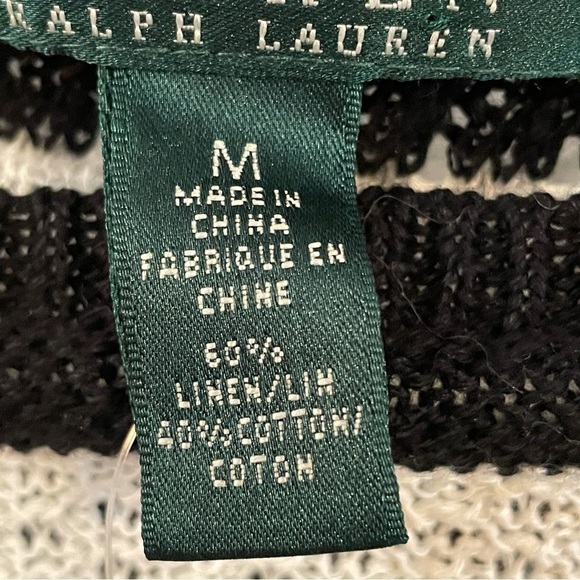 RALPH LAUREN
M
MADE IN
CHINA
FABRIQUE EN
CHINE
60%
LINEN/LIN
40% COTTON/
COTON